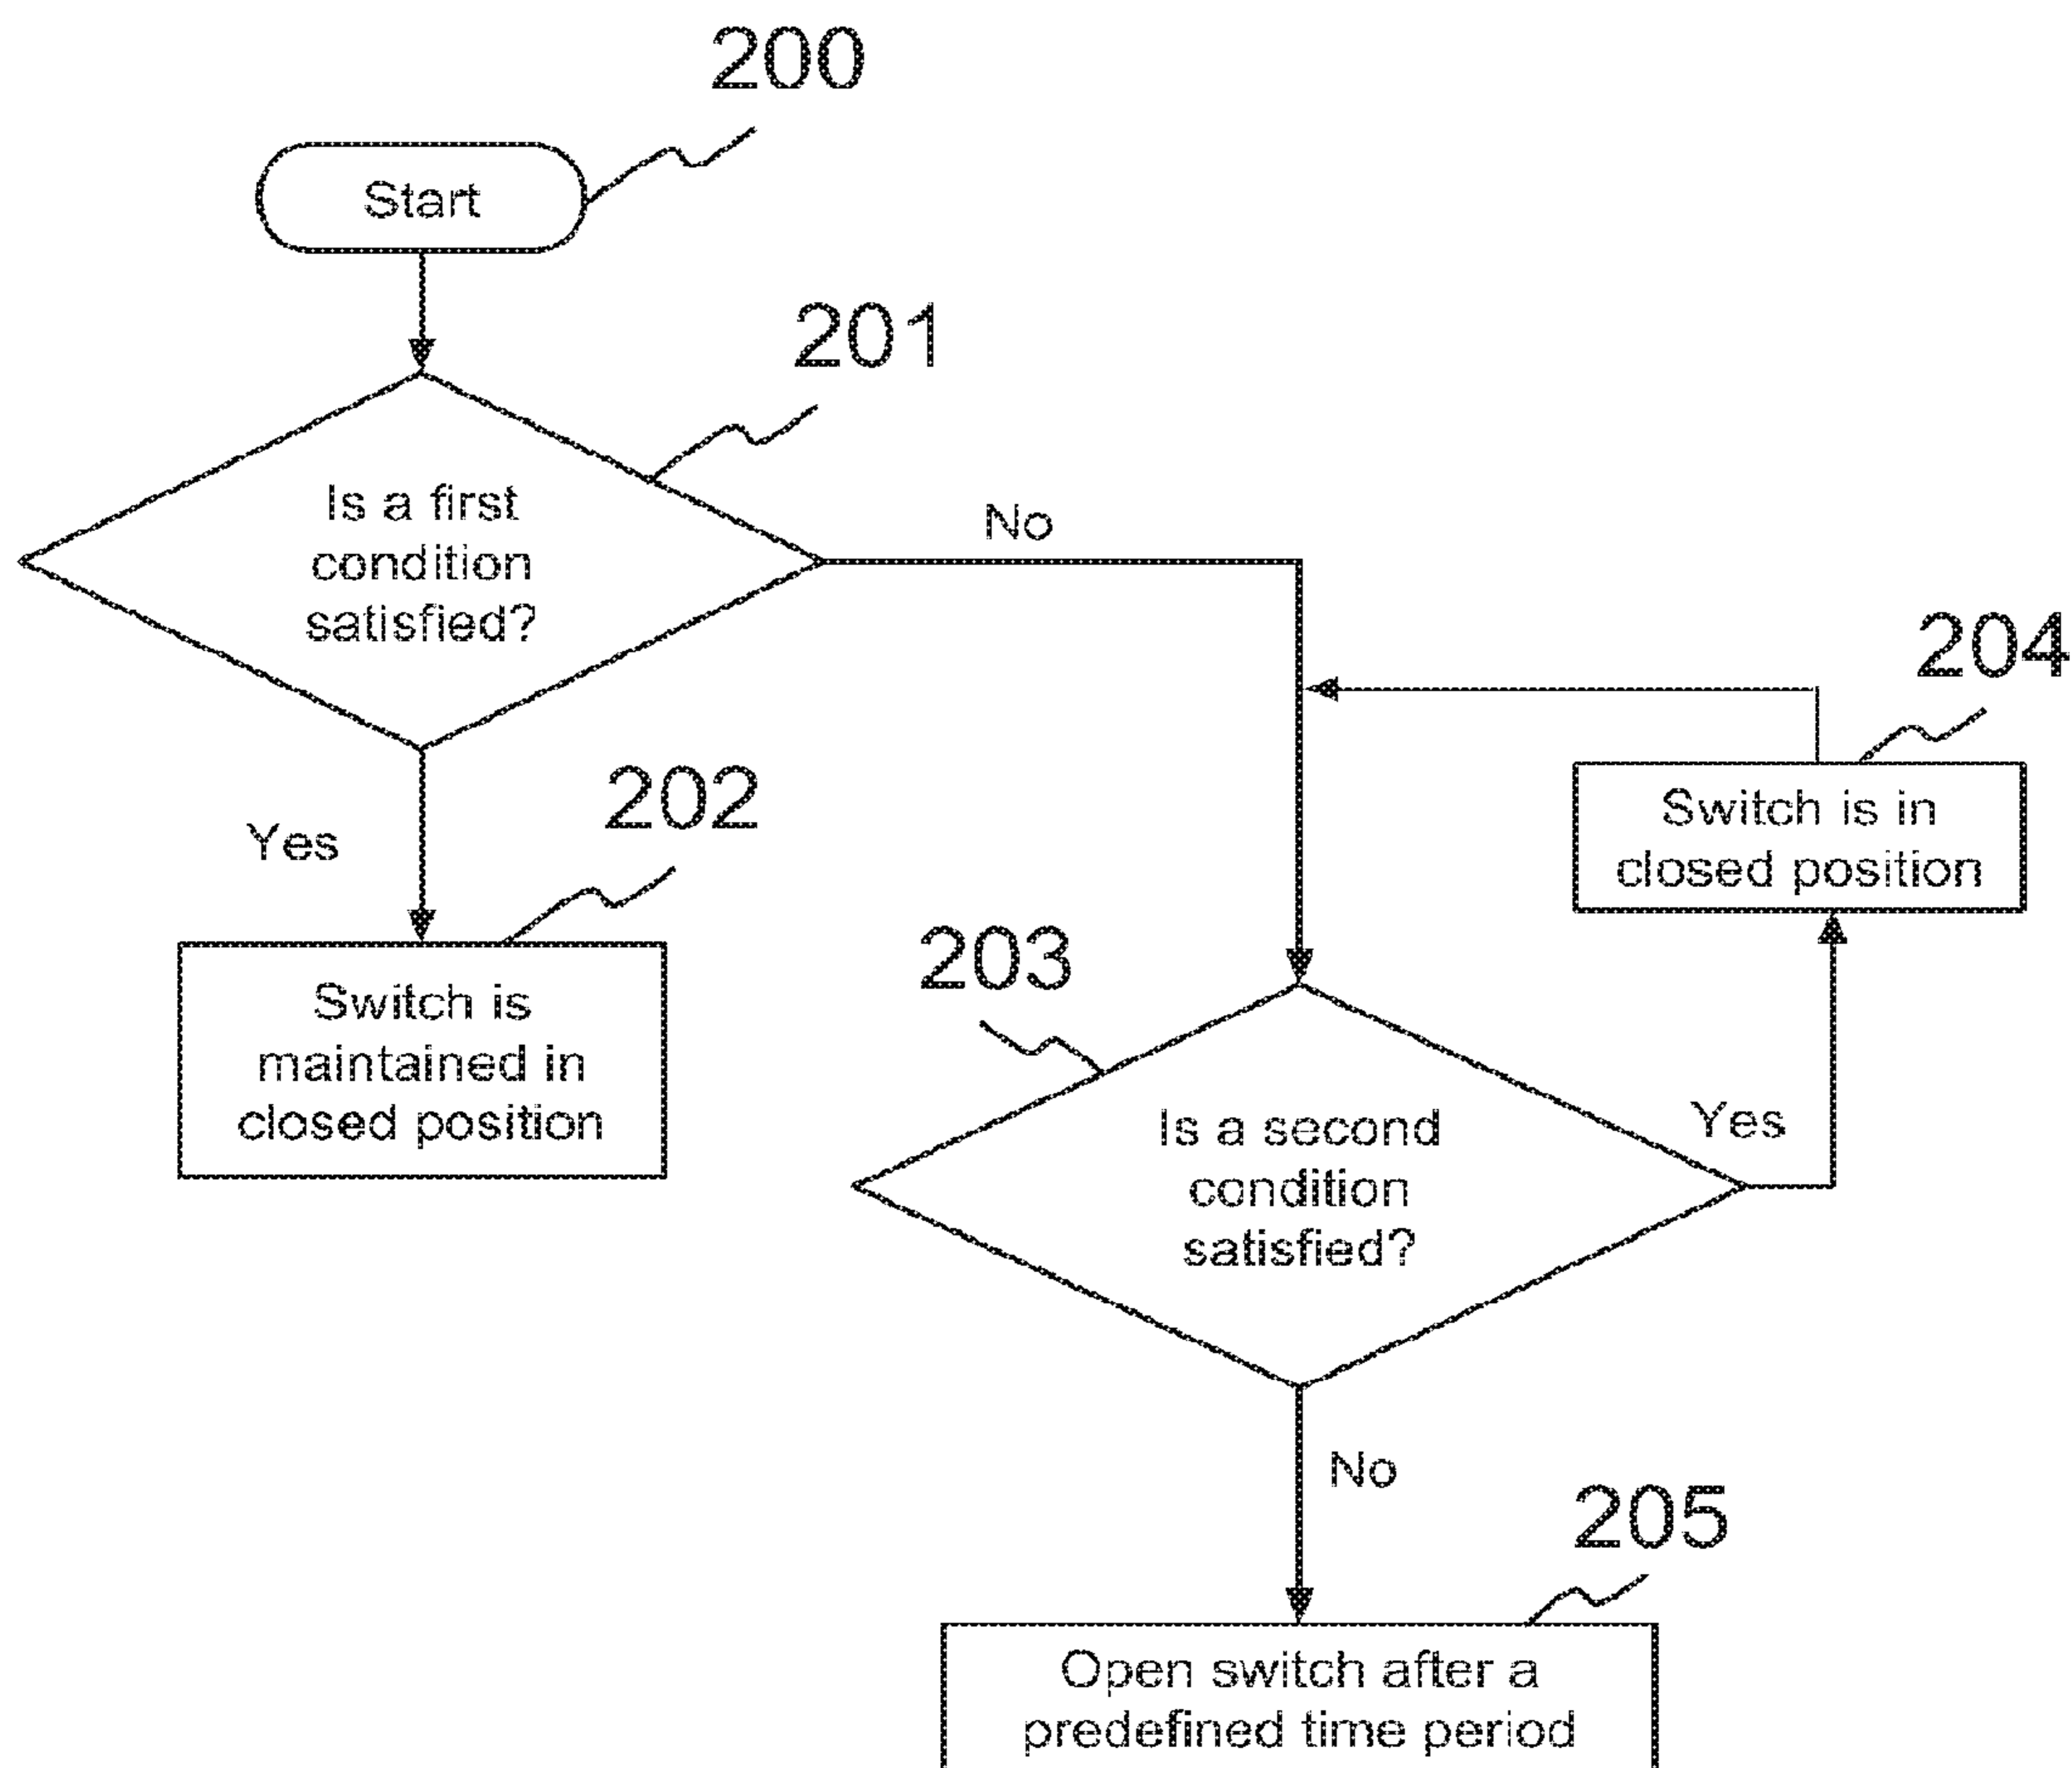 200
Start
201
Is a first
condition
satisfied?
No
204
Switch is in
closed position
Yes
202
Switch is
maintained in
closed position
203
Is a second
condition
satisfied?
Yes
No
205
Open switch after a
predefined time period